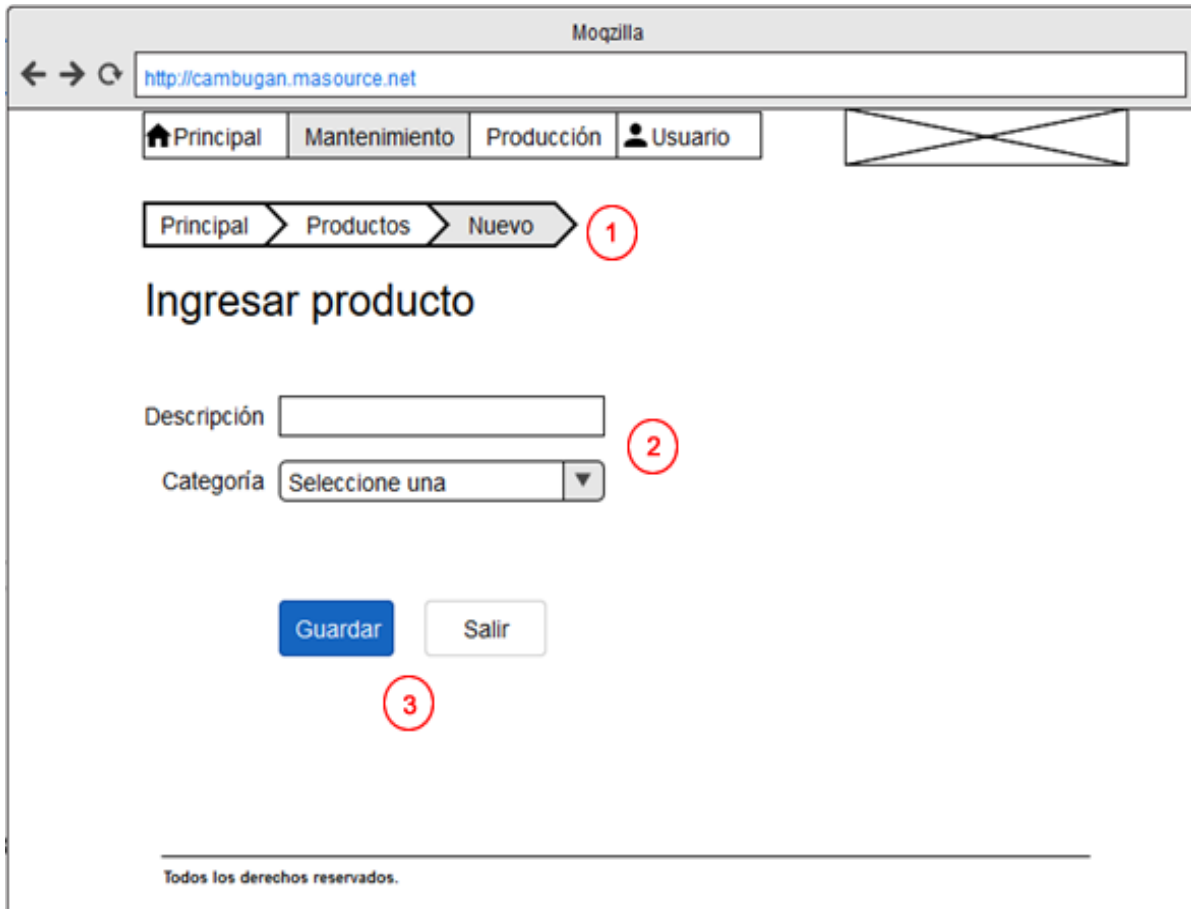 Moqzilla
http://cambugan.masource.net
Principal Mantenimiento Producción Usuario
Principal Productos Nuevo 1
Ingresar producto
Descripción
2
Categoría Seleccione una
Guardar Salir
3
Todos los derechos reservados.